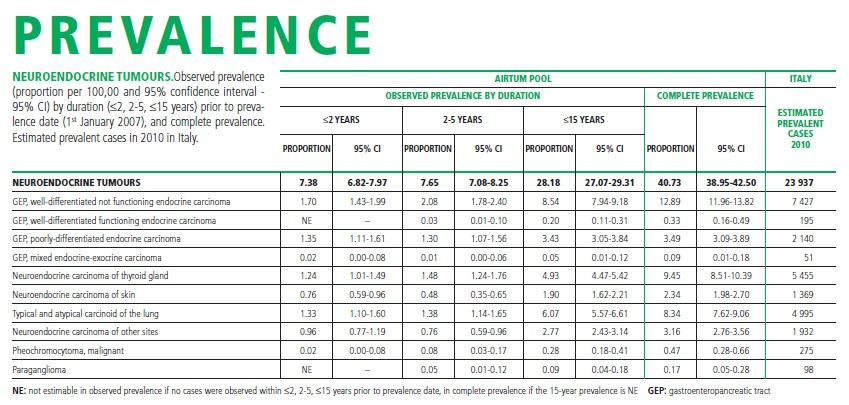 PREVALENCE
NEUROENDOCRINE TUMOURS.Observed prevalence
(proportion per 100,00 and 95% confidence interval -
95% CI) by duration (≤2, 2-5, ≤15 years) prior to preva-
lence date (1st January 2007), and complete prevalence.
Estimated prevalent cases in 2010 in Italy.
AIRTUM POOL ITALY
OBSERVED PREVALENCE BY DURATION COMPLETE PREVALENCE ESTIMATED
PREVALENT
CASES
2010
≤2 YEARS 2-5 YEARS ≤15 YEARS
PROPORTION 95% CI PROPORTION 95% CI PROPORTION 95% CI PROPORTION 95% CI
NEUROENDOCRINE TUMOURS 7.38 6.82-7.97 7.65 7.08-8.25 28.18 27.07-29.31 40.73 38.95-42.50 23 937
GEP, well-differentiated not functioning endocrine carcinoma 1.70 1.43-1.99 2.08 1.78-2.40 8.54 7.94-9.18 12.89 11.96-13.82 7 427
GEP, well-differentiated functioning endocrine carcinoma NE – 0.03 0.01-0.10 0.20 0.11-0.31 0.33 0.16-0.49 195
GEP, poorly-differentiated endocrine carcinoma 1.35 1.11-1.61 1.30 1.07-1.56 3.43 3.05-3.84 3.49 3.09-3.89 2 140
GEP, mixed endocrine-exocrine carcinoma 0.02 0.00-0.08 0.01 0.00-0.06 0.05 0.01-0.12 0.09 0.01-0.18 51
Neuroendocrine carcinoma of thyroid gland 1.24 1.01-1.49 1.48 1.24-1.76 4.93 4.47-5.42 9.45 8.51-10.39 5 455
Neuroendocrine carcinoma of skin 0.76 0.59-0.96 0.48 0.35-0.65 1.90 1.62-2.21 2.34 1.98-2.70 1 369
Typical and atypical carcinoid of the lung 1.33 1.10-1.60 1.38 1.14-1.65 6.07 5.57-6.61 8.34 7.62-9.06 4 995
Neuroendocrine carcinoma of other sites 0.96 0.77-1.19 0.76 0.59-0.96 2.77 2.43-3.14 3.16 2.76-3.56 1 932
Pheochromocytoma, malignant 0.02 0.00-0.08 0.08 0.03-0.17 0.28 0.18-0.41 0.47 0.28-0.66 275
Paraganglioma NE – 0.05 0.01-0.12 0.09 0.04-0.18 0.17 0.05-0.28 98
NE: not estimable in observed prevalence if no cases were observed within ≤2, 2-5, ≤15 years prior to prevalence date, in complete prevalence if the 15-year prevalence is NE GEP: gastroenteropancreatic tract